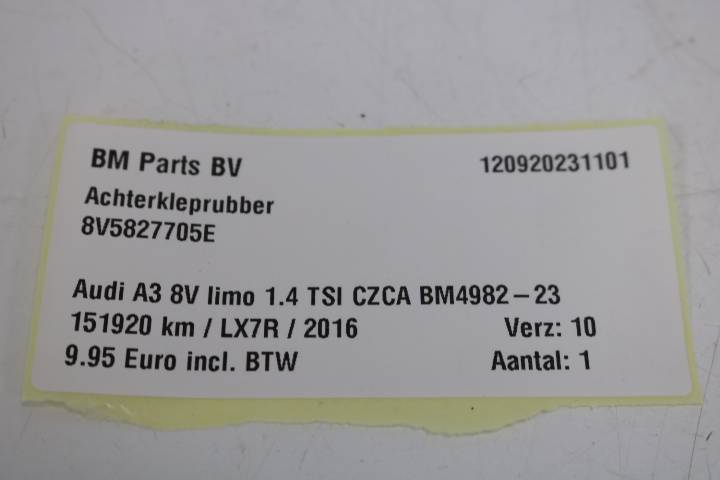 BM Parts BV 120920231101
Achterkleprubber
8V5827705E
Audi A3 8V limo 1.4 TSI CZCA BM4982-23
151920 km / LX7R / 2016 Verz: 10
9.95 Euro incl. BTW Aantal: 1